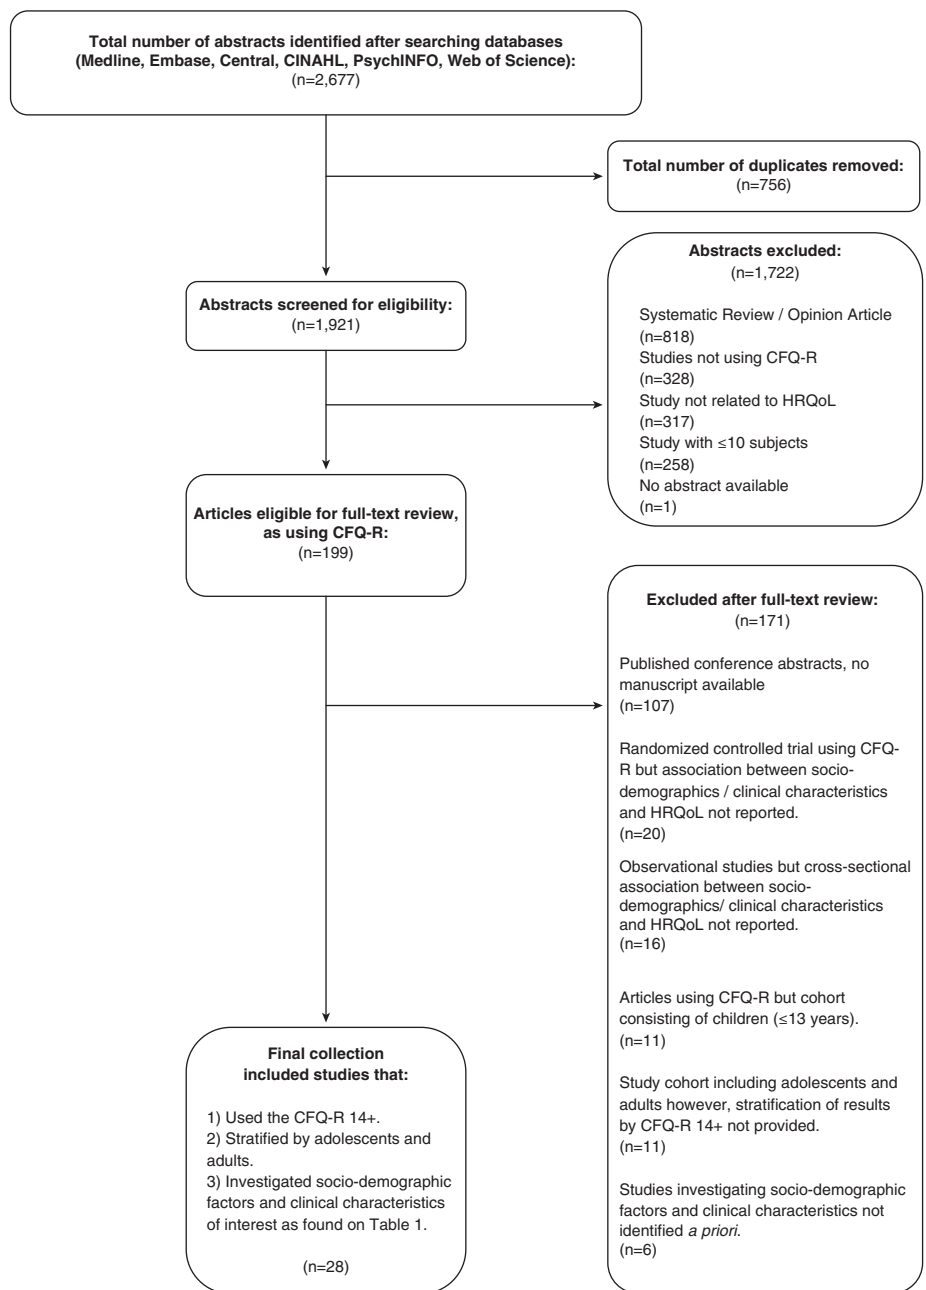 Total number of abstracts identified after searching databases
(Medline, Embase, Central, CINAHL, PsychINFO, Web of Science):
(n=2,677)
Total number of duplicates removed:
(n=756)
Abstracts screened for eligibility:
(n=1,921)
Abstracts excluded:
(n=1,722)
Systematic Review / Opinion Article
(n=818)
Studies not using CFQ-R
(n=328)
Study not related to HRQoL
(n=317)
Study with ≤10 subjects
(n=258)
No abstract available
(n=1)
Articles eligible for full-text review,
as using CFQ-R:
(n=199)
Excluded after full-text review:
(n=171)
Published conference abstracts, no
manuscript available
(n=107)
Randomized controlled trial using CFQ-
R but association between socio-
demographics / clinical characteristics
and HRQoL not reported.
(n=20)
Observational studies but cross-sectional
association between socio-
demographics/ clinical characteristics
and HRQoL not reported.
(n=16)
Articles using CFQ-R but cohort
consisting of children (≤13 years).
(n=11)
Study cohort including adolescents and
adults however, stratification of results
by CFQ-R 14+ not provided.
(n=11)
Studies investigating socio-demographic
factors and clinical characteristics not
identified a priori.
(n=6)
Final collection
included studies that:
1) Used the CFQ-R 14+.
2) Stratified by adolescents and
adults.
3) Investigated socio-demographic
factors and clinical characteristics
of interest as found on Table 1.
(n=28)